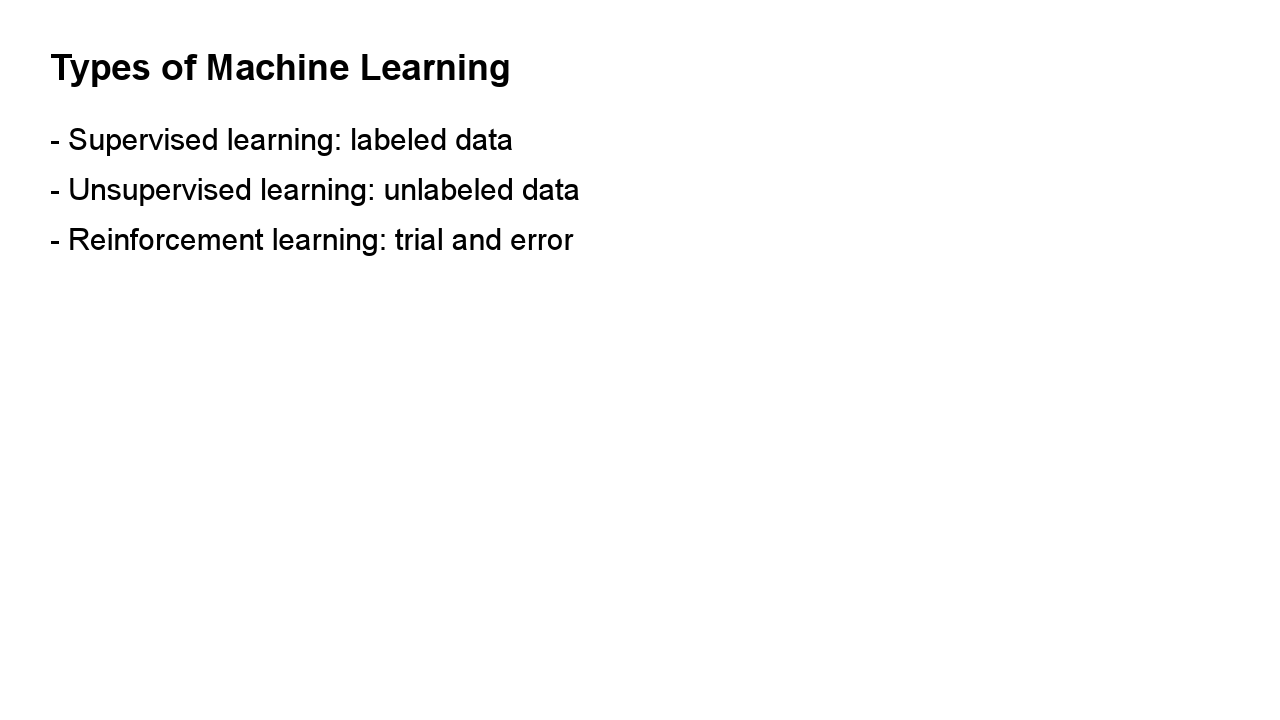 Types of Machine Learning
- Supervised learning: labeled data
- Unsupervised learning: unlabeled data
- Reinforcement learning: trial and error